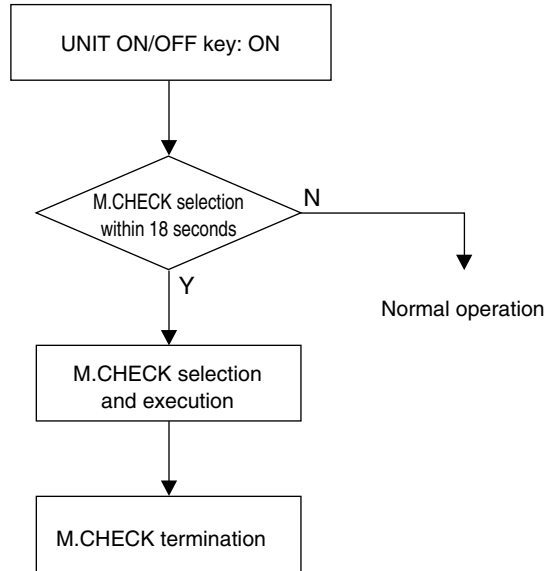 UNIT ON/OFF key: ON
M.CHECK selection
within 18 seconds
N
Y
Normal operation
M.CHECK selection
and execution
M.CHECK termination